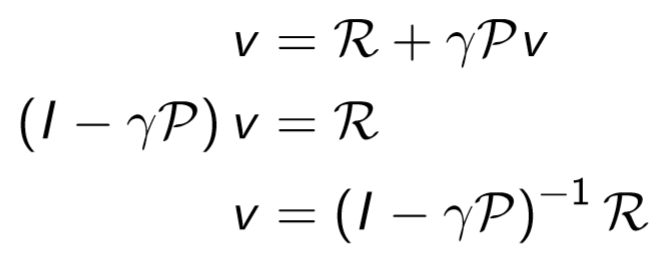 v = ℛ + γ𝒫v
(I − γ𝒫) v = ℛ
v = (I − γ𝒫)⁻¹ ℛ